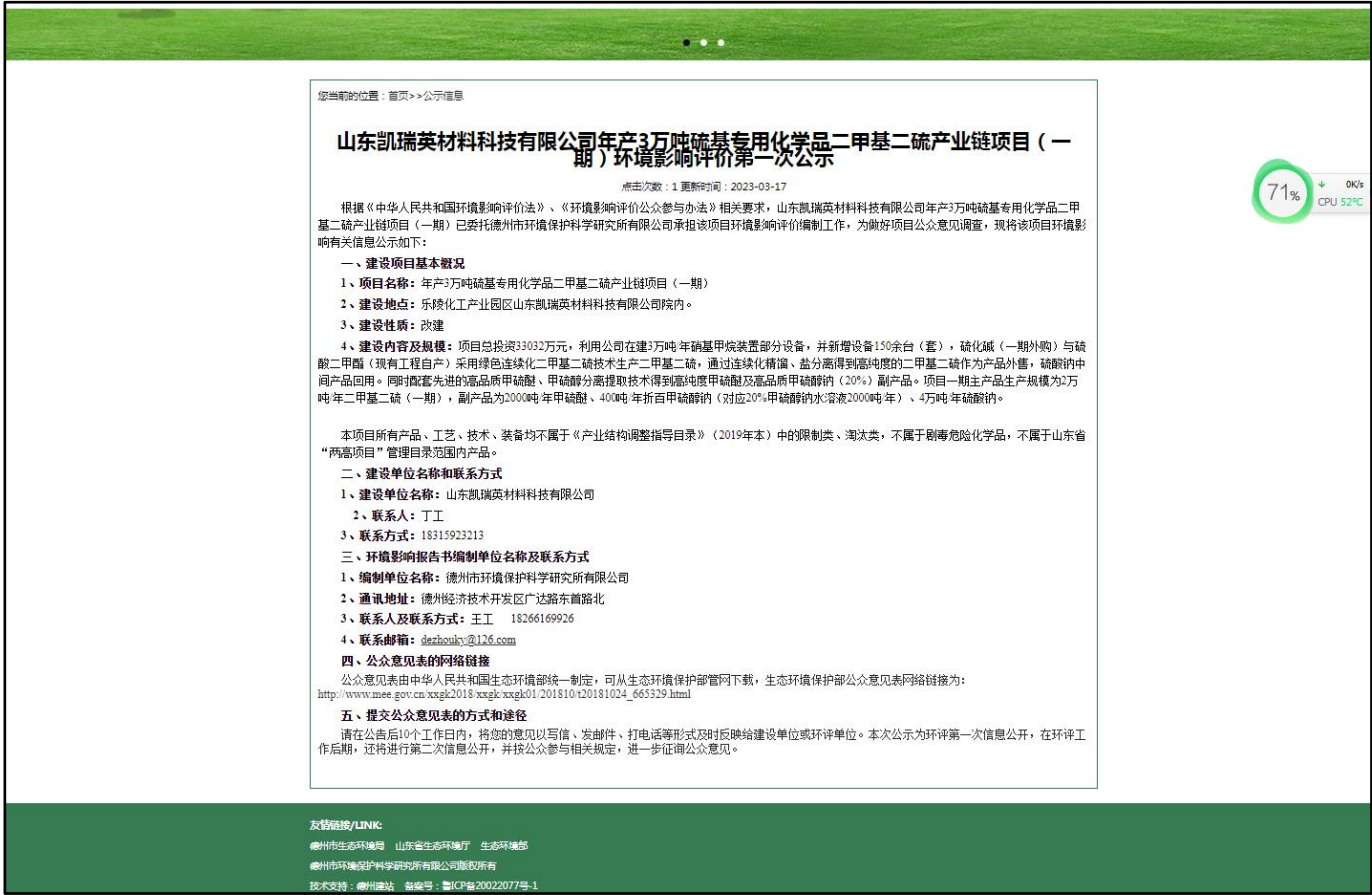 您当前的位置：首页>>公示信息
山东凯瑞英材料科技有限公司年产3万吨硫基专用化学品二甲基二硫产业链项目（一
期）环境影响评价第一次公示
点击次数：1 更新时间：2023-03-17
根据《中华人民共和国环境影响评价法》、《环境影响评价公众参与办法》相关要求，山东凯瑞英材料科技有限公司年产3万吨硫基专用化学品二甲
基二硫产业链项目（一期）已委托德州市环境保护科学研究所有限公司承担该项目环境影响评价编制工作，为做好项目公众意见调查，现将该项目环境影
响有关信息公示如下：
一、建设项目基本概况
1、项目名称：年产3万吨硫基专用化学品二甲基二硫产业链项目（一期）
2、建设地点：乐陵化工产业园区山东凯瑞英材料科技有限公司院内。
3、建设性质：改建
4、建设内容及规模：项目总投资33032万元，利用公司在建3万吨/年硝基甲烷装置部分设备，并新增设备150余台（套），硫化碱（一期外购）与硫
酸二甲酯（现有工程自产）采用绿色连续化二甲基二硫技术生产二甲基二硫，通过连续化精馏、盐分离得到高纯度的二甲基二硫作为产品外售，硫酸钠中
间产品回用。同时配套先进的高品质甲硫醚、甲硫醇分离提取技术得到高纯度甲硫醚及高品质甲硫醇钠（20%）副产品。项目一期主产品生产规模为2万
吨/年二甲基二硫（一期），副产品为2000吨/年甲硫醚、400吨/年折百甲硫醇钠（对应20%甲硫醇钠水溶液2000吨/年）、4万吨/年硫酸钠。
本项目所有产品、工艺、技术、装备均不属于《产业结构调整指导目录》（2019年本）中的限制类、淘汰类，不属于剧毒危险化学品，不属于山东省
“两高项目”管理目录范围内产品。
二、建设单位名称和联系方式
1、建设单位名称：山东凯瑞英材料科技有限公司
2、联系人：丁工
3、联系方式：18315923213
三、环境影响报告书编制单位名称及联系方式
1、编制单位名称：德州市环境保护科学研究所有限公司
2、通讯地址：德州经济技术开发区广达路东首路北
3、联系人及联系方式：王工 18266169926
4、联系邮箱：dezhouky@126.com
四、公众意见表的网络链接
公众意见表由中华人民共和国生态环境部统一制定，可从生态环境保护部管网下载，生态环境保护部公众意见表网络链接为：
http://www.mee.gov.cn/xxgk2018/xxgk/xxgk01/201810/t20181024_665329.html
五、提交公众意见表的方式和途径
请在公告后10个工作日内，将您的意见以写信、发邮件、打电话等形式及时反映给建设单位或环评单位。本次公示为环评第一次信息公开，在环评工
作后期，还将进行第二次信息公开，并按公众参与相关规定，进一步征询公众意见。
71%
0K/s
CPU 52℃
友情链接/LINK:
德州市生态环境局 山东省生态环境厅 生态环境部
德州市环境保护科学研究所有限公司版权所有
技术支持：德州建站 备案号：鲁ICP备20022077号-1